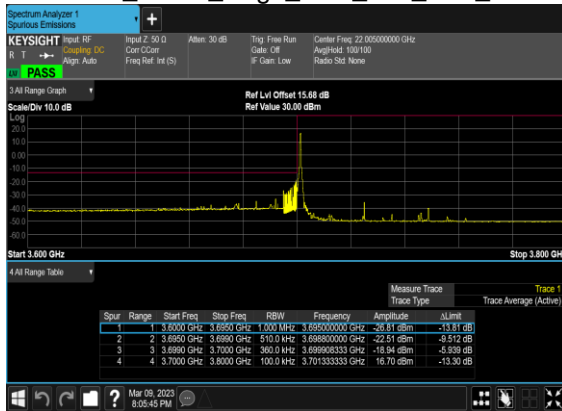 Spectrum Analyzer 1
Spurious Emissions
KEYSIGHT Input: RF Input Z: 50 Ω Atten: 30 dB Trig: Free Run Center Freq: 22.005000000 GHz
Coupling: DC Corr CCorr Gate: Off Avg|Hold: 100/100
R T Align: Auto Freq Ref: Int (S) IF Gain: Low Radio Std: None
PASS
3 All Range Graph
Ref Lvl Offset 15.68 dB
Scale/Div 10.0 dB Ref Value 30.00 dBm
Log
20.0
10.0
0.00
-10.0
-20.0
-30.0
-40.0
-50.0
-60.0
Start 3.600 GHz Stop 3.800 GH
4 All Range Table
Measure Trace Trace 1
Trace Type Trace Average (Active)
Spur Range Start Freq Stop Freq RBW Frequency Amplitude ΔLimit
1 1 3.6000 GHz 3.6950 GHz 1.000 MHz 3.695000000 GHz -26.81 dBm -13.81 dB
2 2 3.6950 GHz 3.6990 GHz 510.0 kHz 3.698800000 GHz -22.51 dBm -9.512 dB
3 3 3.6990 GHz 3.7000 GHz 360.0 kHz 3.699908333 GHz -18.94 dBm -5.939 dB
4 4 3.7000 GHz 3.8000 GHz 100.0 kHz 3.701333333 GHz 16.70 dBm -13.30 dB
Mar 09, 2023
8:05:45 PM